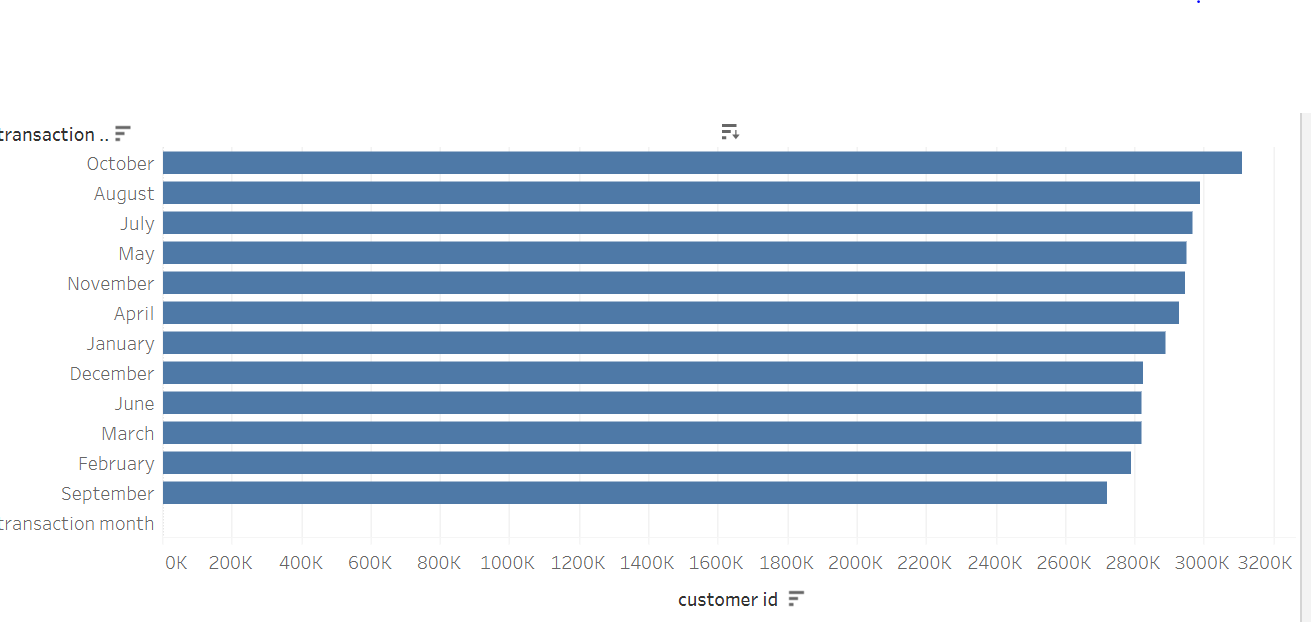 transaction ..
October
August
July
May
November
April
January
December
June
March
February
September
transaction month
0K 200K 400K 600K 800K 1000K 1200K 1400K 1600K 1800K 2000K 2200K 2400K 2600K 2800K 3000K 3200K
customer id